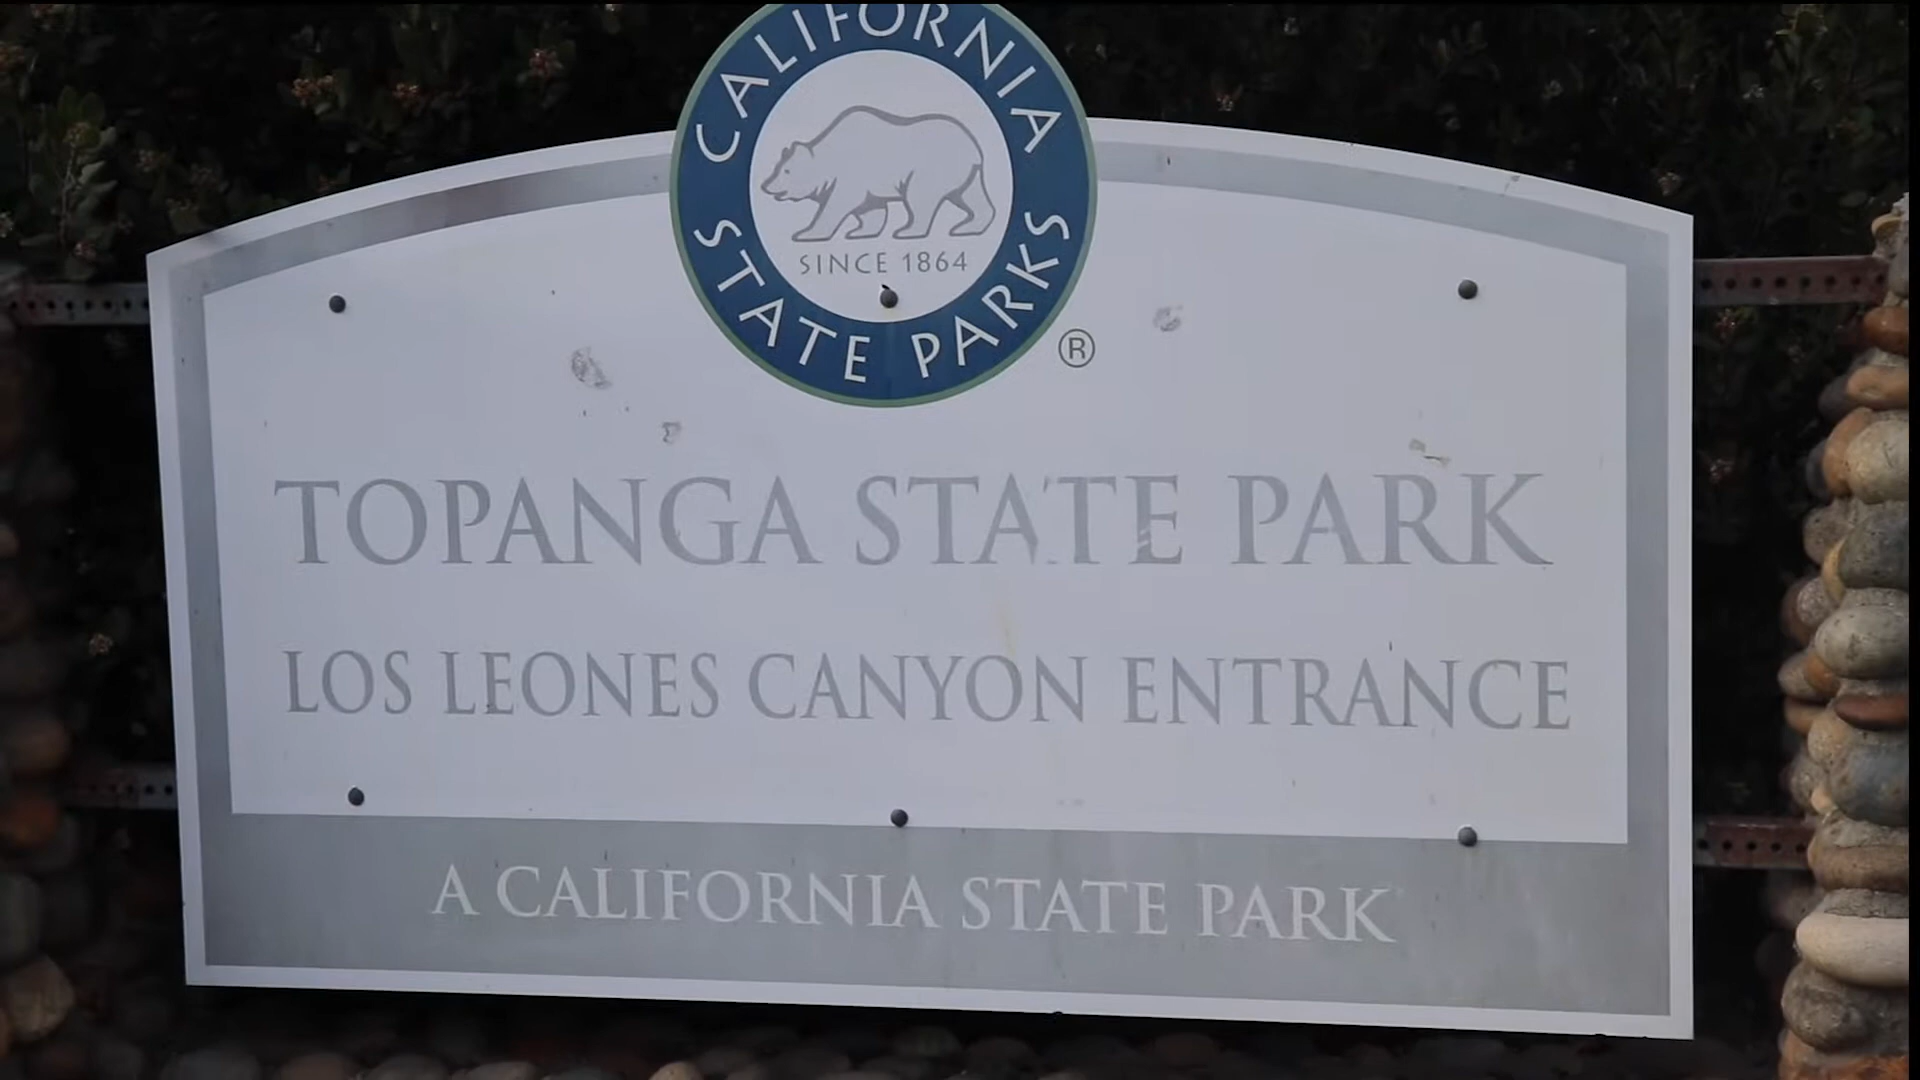 CALIFORNIA
STATE PARKS
SINCE 1864
®
TOPANGA STATE PARK
LOS LEONES CANYON ENTRANCE
A CALIFORNIA STATE PARK